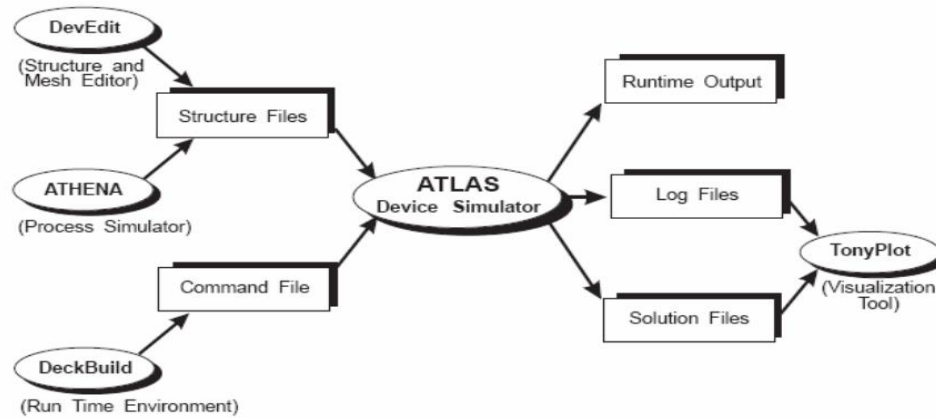 DevEdit
(Structure and
Mesh Editor)
Structure Files
ATHENA
(Process Simulator)
Command File
DeckBuild
(Run Time Environment)
ATLAS
Device Simulator
Runtime Output
Log Files
Solution Files
TonyPlot
(Visualization
Tool)